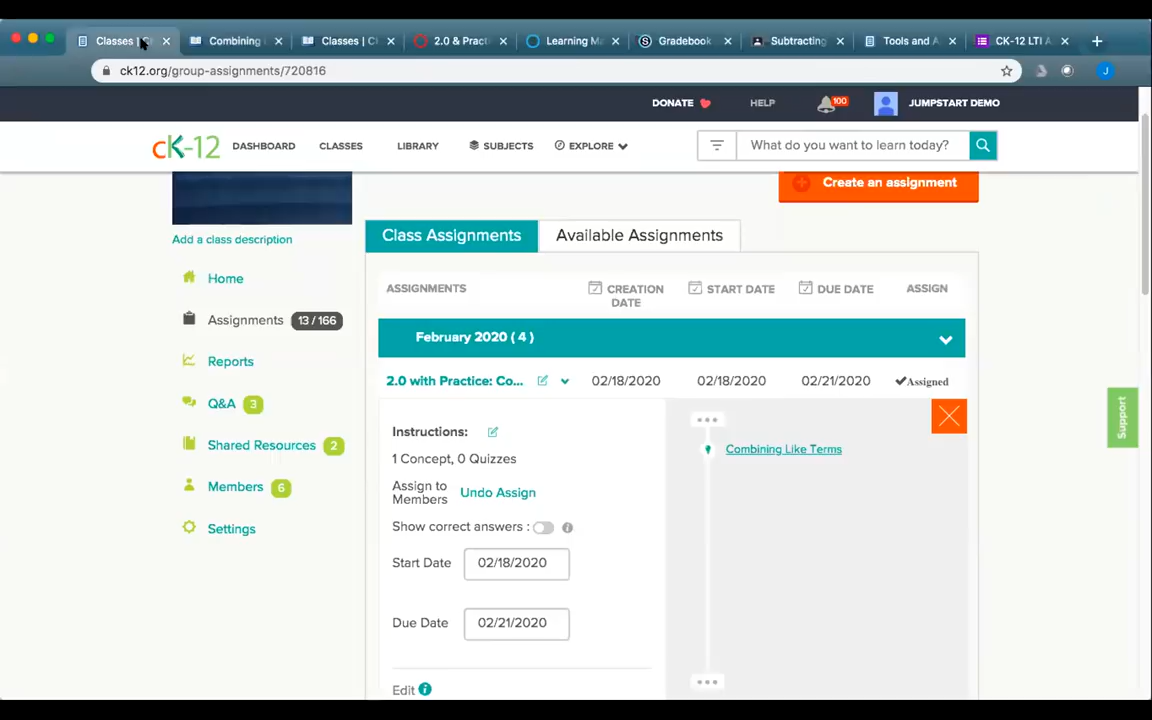 Classes | C
Combining
Classes | C
2.0 & Practi
Learning Ma
Gradebook
Subtracting
Tools and A
CK-12 LTI A
ck12.org/group-assignments/720816
J
DONATE
HELP
100
JUMPSTART DEMO
cK-12
DASHBOARD
CLASSES
LIBRARY
SUBJECTS
EXPLORE
What do you want to learn today?
Create an assignment
Add a class description
Home
Assignments 13 / 166
Reports
Q&A 3
Shared Resources 2
Members 6
Settings
Class Assignments
Available Assignments
ASSIGNMENTS
CREATION
DATE
START DATE
DUE DATE
ASSIGN
February 2020 ( 4 )
2.0 with Practice: Co...
02/18/2020
02/18/2020
02/21/2020
Assigned
Instructions:
1 Concept, 0 Quizzes
Assign to
Members
Undo Assign
Show correct answers :
Start Date
02/18/2020
Due Date
02/21/2020
Edit
Combining Like Terms
Support